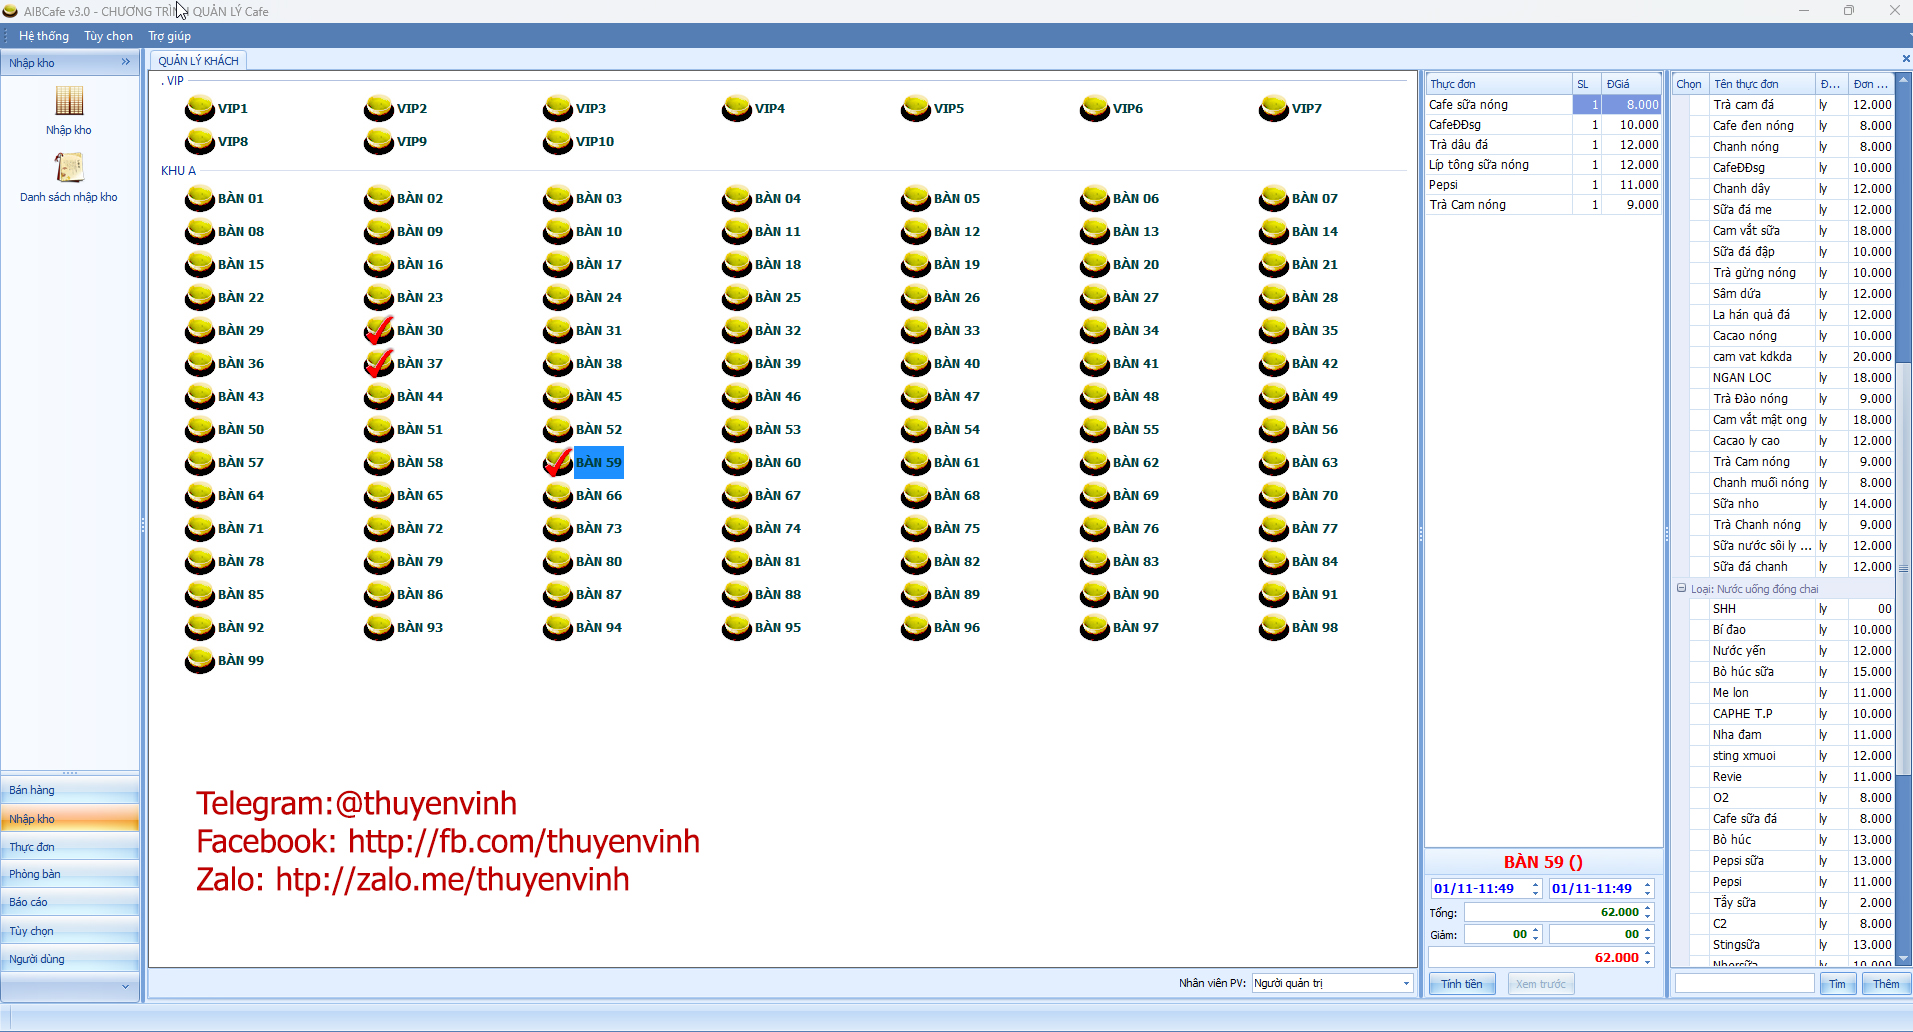 AIBCafe v3.0 - CHƯƠNG TRÌNH QUẢN LÝ Cafe
Hệ thống Tùy chọn Trợ giúp
Nhập kho
Nhập kho
Danh sách nhập kho
Bán hàng
Nhập kho
Thực đơn
Phòng bàn
Báo cáo
Tùy chọn
Người dùng
QUẢN LÝ KHÁCH
. VIP
VIP1 VIP2 VIP3 VIP4 VIP5 VIP6 VIP7
VIP8 VIP9 VIP10
KHU A
BÀN 01 BÀN 02 BÀN 03 BÀN 04 BÀN 05 BÀN 06 BÀN 07
BÀN 08 BÀN 09 BÀN 10 BÀN 11 BÀN 12 BÀN 13 BÀN 14
BÀN 15 BÀN 16 BÀN 17 BÀN 18 BÀN 19 BÀN 20 BÀN 21
BÀN 22 BÀN 23 BÀN 24 BÀN 25 BÀN 26 BÀN 27 BÀN 28
BÀN 29 BÀN 30 BÀN 31 BÀN 32 BÀN 33 BÀN 34 BÀN 35
BÀN 36 BÀN 37 BÀN 38 BÀN 39 BÀN 40 BÀN 41 BÀN 42
BÀN 43 BÀN 44 BÀN 45 BÀN 46 BÀN 47 BÀN 48 BÀN 49
BÀN 50 BÀN 51 BÀN 52 BÀN 53 BÀN 54 BÀN 55 BÀN 56
BÀN 57 BÀN 58 BÀN 59 BÀN 60 BÀN 61 BÀN 62 BÀN 63
BÀN 64 BÀN 65 BÀN 66 BÀN 67 BÀN 68 BÀN 69 BÀN 70
BÀN 71 BÀN 72 BÀN 73 BÀN 74 BÀN 75 BÀN 76 BÀN 77
BÀN 78 BÀN 79 BÀN 80 BÀN 81 BÀN 82 BÀN 83 BÀN 84
BÀN 85 BÀN 86 BÀN 87 BÀN 88 BÀN 89 BÀN 90 BÀN 91
BÀN 92 BÀN 93 BÀN 94 BÀN 95 BÀN 96 BÀN 97 BÀN 98
BÀN 99
Telegram:@thuyenvinh
Facebook: http://fb.com/thuyenvinh
Zalo: htp://zalo.me/thuyenvinh
Nhân viên PV: Người quản trị
Thực đơn SL ĐGiá
Cafe sữa nóng 1 8.000
CafeĐĐsg 1 10.000
Trà dâu đá 1 12.000
Líp tông sữa nóng 1 12.000
Pepsi 1 11.000
Trà Cam nóng 1 9.000
BÀN 59 ()
01/11-11:49 01/11-11:49
Tổng: 62.000
Giảm: 00 00
62.000
Tính tiền Xem trước
Chọn Tên thực đơn Đ... Đơn ...
Trà cam đá ly 12.000
Cafe đen nóng ly 8.000
Chanh nóng ly 8.000
CafeĐĐsg ly 10.000
Chanh dây ly 12.000
Sữa đá me ly 12.000
Cam vắt sữa ly 18.000
Sữa đá đập ly 10.000
Trà gừng nóng ly 10.000
Sâm dứa ly 12.000
La hán quả đá ly 12.000
Cacao nóng ly 10.000
cam vat kdkda ly 20.000
NGAN LOC ly 18.000
Trà Đào nóng ly 9.000
Cam vắt mật ong ly 18.000
Cacao ly cao ly 12.000
Trà Cam nóng ly 9.000
Chanh muối nóng ly 8.000
Sữa nho ly 14.000
Trà Chanh nóng ly 9.000
Sữa nước sôi ly ... ly 12.000
Sữa đá chanh ly 12.000
Loại: Nước uống đóng chai
SHH ly 00
Bí đao ly 10.000
Nước yến ly 12.000
Bò húc sữa ly 15.000
Me lon ly 11.000
CAPHE T.P ly 10.000
Nha đam ly 11.000
sting xmuoi ly 12.000
Revie ly 11.000
O2 ly 8.000
Cafe sữa đá ly 8.000
Bò húc ly 13.000
Pepsi sữa ly 13.000
Pepsi ly 11.000
Tẩy sữa ly 2.000
C2 ly 8.000
Stingsữa ly 13.000
Tìm Thêm